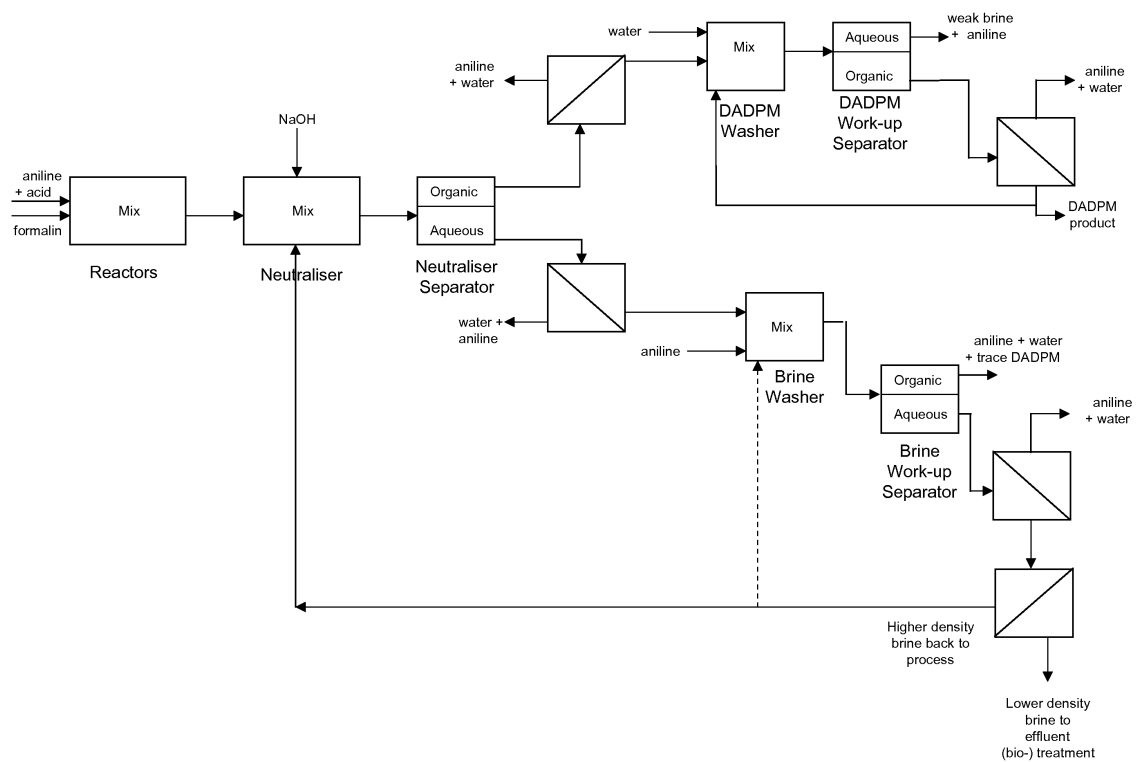 weak brine
+ aniline
water
Mix
Aqueous
Organic
aniline
+ water
aniline
+ water
DADPM
Washer
DADPM
Work-up
Separator
NaOH
aniline
+ acid
formalin
Mix
Mix
Organic
Aqueous
DADPM
product
Reactors
Neutraliser
Neutraliser
Separator
water +
aniline
aniline
Mix
Brine
Washer
aniline + water
+ trace DADPM
Organic
Aqueous
aniline
+ water
Brine
Work-up
Separator
Higher density
brine back to
process
Lower density
brine to
effluent
(bio-) treatment